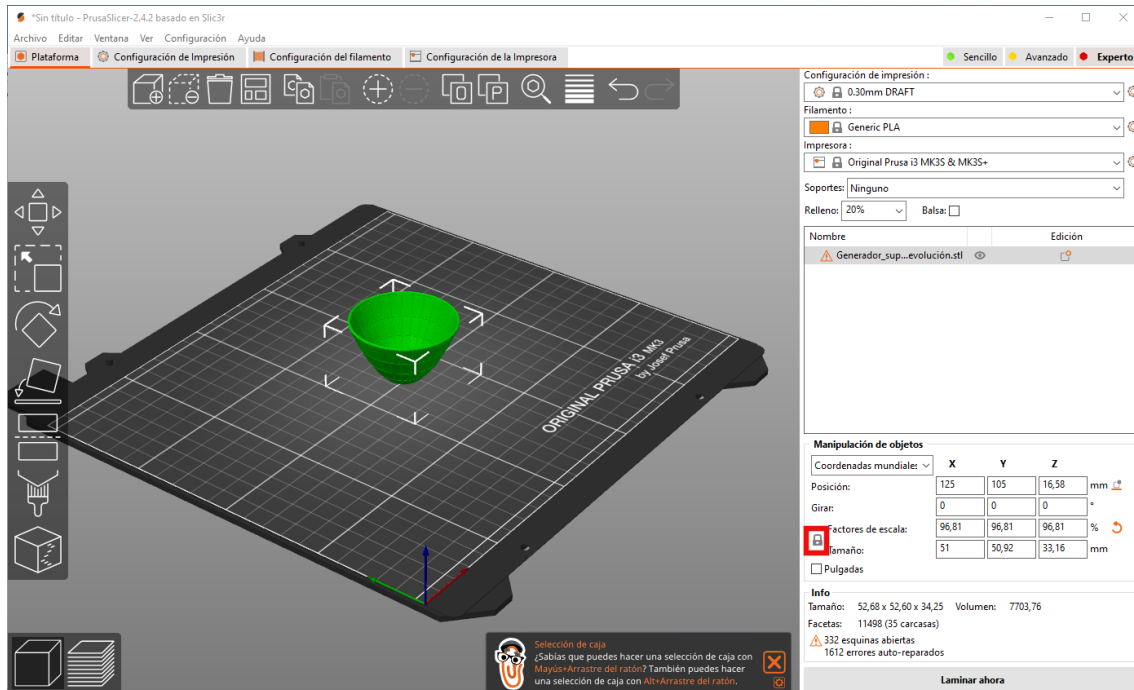 *Sin título - PrusaSlicer-2.4.2 basado en Slic3r
Archivo Editar Ventana Ver Configuración Ayuda
Plataforma Configuración de Impresión Configuración del filamento Configuración de la Impresora Sencillo Avanzado Experto
Configuración de impresión :
0.30mm DRAFT
Filamento :
Generic PLA
Impresora :
Original Prusa i3 MK3S & MK3S+
Soportes: Ninguno
Relleno: 20% Balsa:
Nombre Edición
Generador_sup...evolución.stl
ORIGINAL PRUSA i3 MK3
by Josef Prusa
Manipulación de objetos
Coordenadas mundiales X Y Z
Posición: 125 105 16,58 mm
Girar: 0 0 0 °
Factores de escala: 96,81 96,81 96,81 %
Tamaño: 51 50,92 33,16 mm
Pulgadas
Info
Tamaño: 52,68 x 52,60 x 34,25 Volumen: 7703,76
Facetas: 11498 (35 carcasas)
332 esquinas abiertas
1612 errores auto-reparados
Selección de caja
¿Sabías que puedes hacer una selección de caja con
Mayús+Arrastre del ratón? También puedes hacer
una selección de caja con Alt+Arrastre del ratón.
Laminar ahora